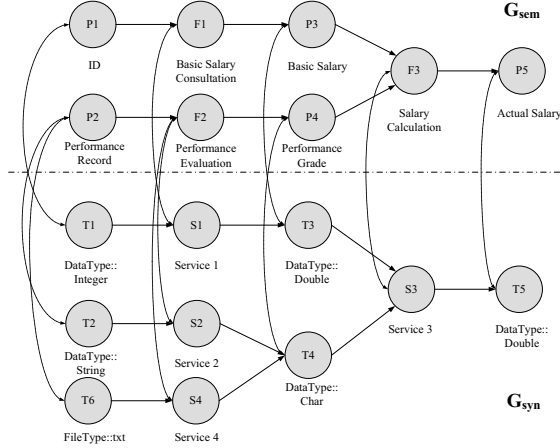 G_sem
P1
F1
P3
ID
Basic Salary
Consultation
Basic Salary
F3
P5
Salary
Calculation
Actual Salary
P2
F2
P4
Performance
Record
Performance
Evaluation
Performance
Grade
T1
S1
T3
DataType::
Integer
Service 1
DataType::
Double
S3
T5
Service 3
DataType::
Double
T2
S2
T4
DataType::
String
Service 2
DataType::
Char
T6
S4
FileType::txt
Service 4
G_syn